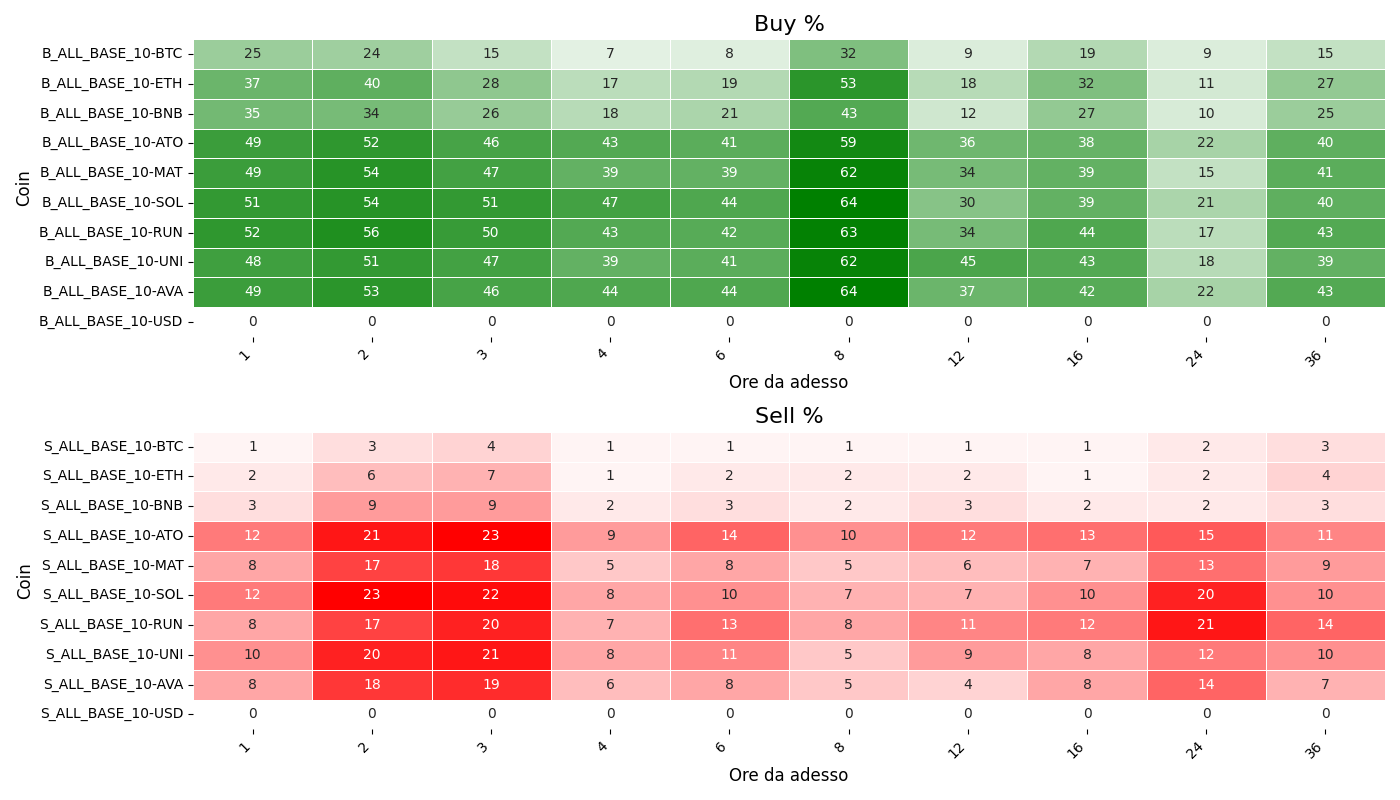 Buy %
Coin
B_ALL_BASE_10-BTC 25 24 15 7 8 32 9 19 9 15
B_ALL_BASE_10-ETH 37 40 28 17 19 53 18 32 11 27
B_ALL_BASE_10-BNB 35 34 26 18 21 43 12 27 10 25
B_ALL_BASE_10-ATO 49 52 46 43 41 59 36 38 22 40
B_ALL_BASE_10-MAT 49 54 47 39 39 62 34 39 15 41
B_ALL_BASE_10-SOL 51 54 51 47 44 64 30 39 21 40
B_ALL_BASE_10-RUN 52 56 50 43 42 63 34 44 17 43
B_ALL_BASE_10-UNI 48 51 47 39 41 62 45 43 18 39
B_ALL_BASE_10-AVA 49 53 46 44 44 64 37 42 22 43
B_ALL_BASE_10-USD 0 0 0 0 0 0 0 0 0 0
1 2 3 4 6 8 12 16 24 36
Ore da adesso
Sell %
Coin
S_ALL_BASE_10-BTC 1 3 4 1 1 1 1 1 2 3
S_ALL_BASE_10-ETH 2 6 7 1 2 2 2 1 2 4
S_ALL_BASE_10-BNB 3 9 9 2 3 2 3 2 2 3
S_ALL_BASE_10-ATO 12 21 23 9 14 10 12 13 15 11
S_ALL_BASE_10-MAT 8 17 18 5 8 5 6 7 13 9
S_ALL_BASE_10-SOL 12 23 22 8 10 7 7 10 20 10
S_ALL_BASE_10-RUN 8 17 20 7 13 8 11 12 21 14
S_ALL_BASE_10-UNI 10 20 21 8 11 5 9 8 12 10
S_ALL_BASE_10-AVA 8 18 19 6 8 5 4 8 14 7
S_ALL_BASE_10-USD 0 0 0 0 0 0 0 0 0 0
1 2 3 4 6 8 12 16 24 36
Ore da adesso